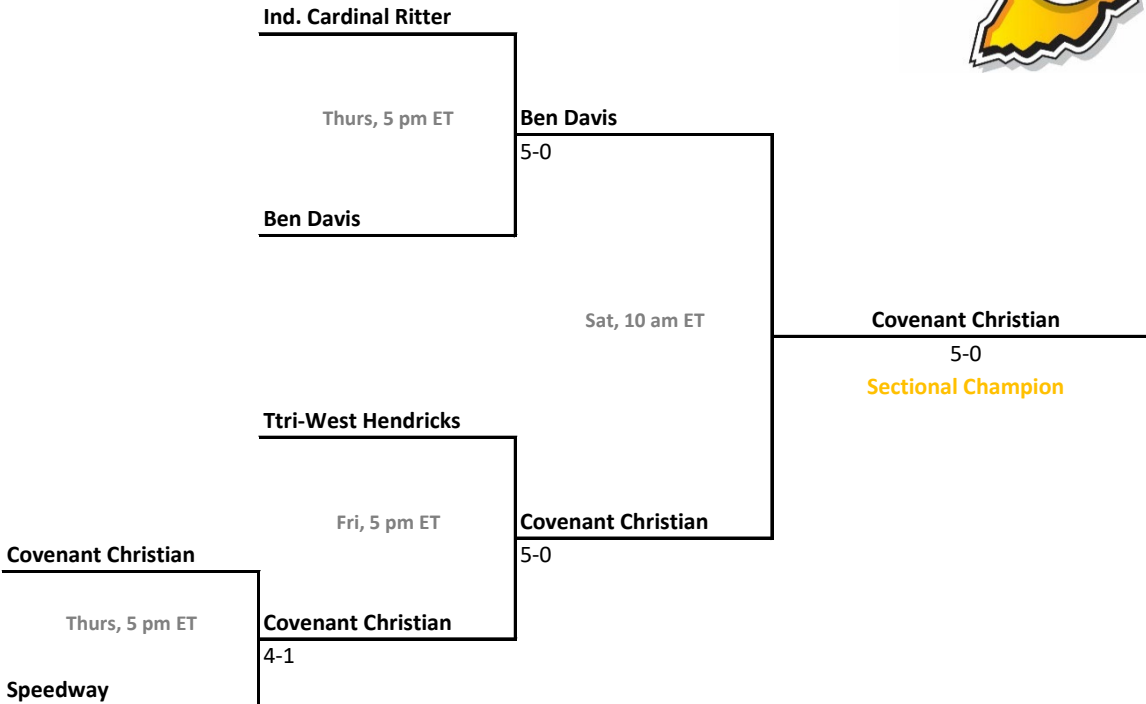 Ind. Cardinal Ritter
Thurs, 5 pm ET
Ben Davis
5-0
Ben Davis
Sat, 10 am ET
Covenant Christian
5-0
Sectional Champion
Ttri-West Hendricks
Fri, 5 pm ET
Covenant Christian
5-0
Covenant Christian
Thurs, 5 pm ET
Covenant Christian
4-1
Speedway